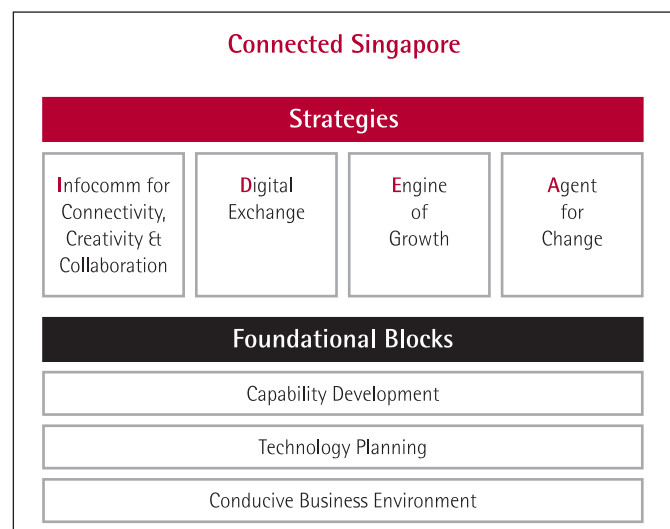 Connected Singapore
Strategies
Infocomm for
Connectivity,
Creativity &
Collaboration
Digital
Exchange
Engine
of
Growth
Agent
for
Change
Foundational Blocks
Capability Development
Technology Planning
Conducive Business Environment